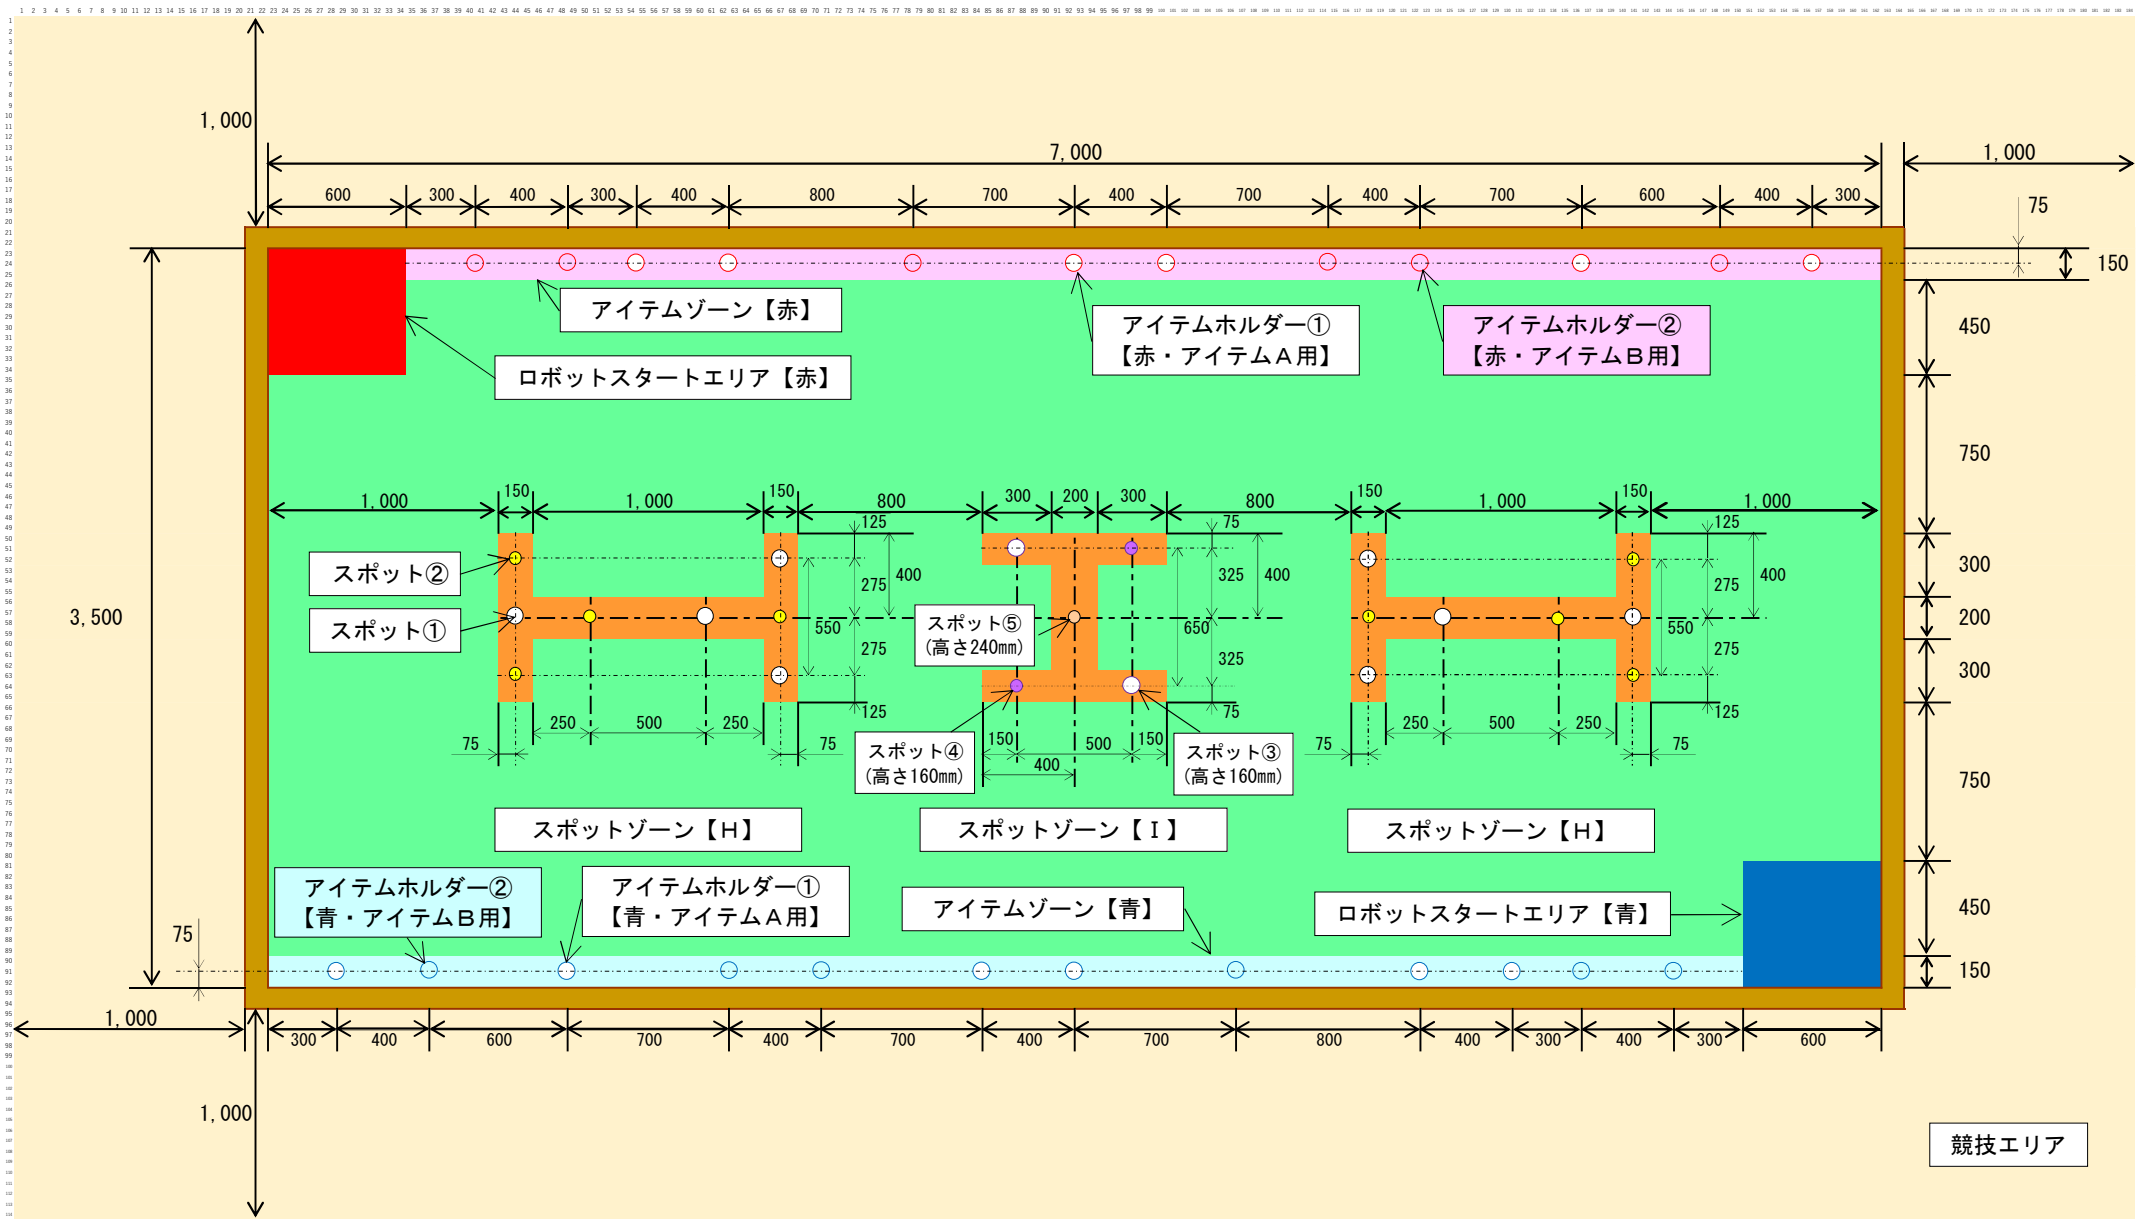 1,000
7,000
1,000
600 300 400 300 400 800 700 400 700 400 700 600 400 300
75
150
アイテムゾーン【赤】
アイテムホルダー①
【赤・アイテムA用】
アイテムホルダー②
【赤・アイテムB用】
ロボットスタートエリア【赤】
450
750
1,000 150 1,000 150 800 300 200 300 800 150 1,000 150 1,000
125 75 125
スポット②
275 400 325 400 275 400
300
スポット①
3,500
550 650 550
200
スポット⑤
(高さ240mm)
275 325 275
300
125 75 125
250 500 250
250 500 250
75 75
150 500 150
400
75 75
スポット④
(高さ160mm)
スポット③
(高さ160mm)
750
スポットゾーン【H】
スポットゾーン【I】
スポットゾーン【H】
アイテムホルダー②
【青・アイテムB用】
アイテムホルダー①
【青・アイテムA用】
アイテムゾーン【青】
ロボットスタートエリア【青】
450
75
150
1,000
300 400 600 700 400 700 400 700 800 400 300 400 300 600
1,000
競技エリア